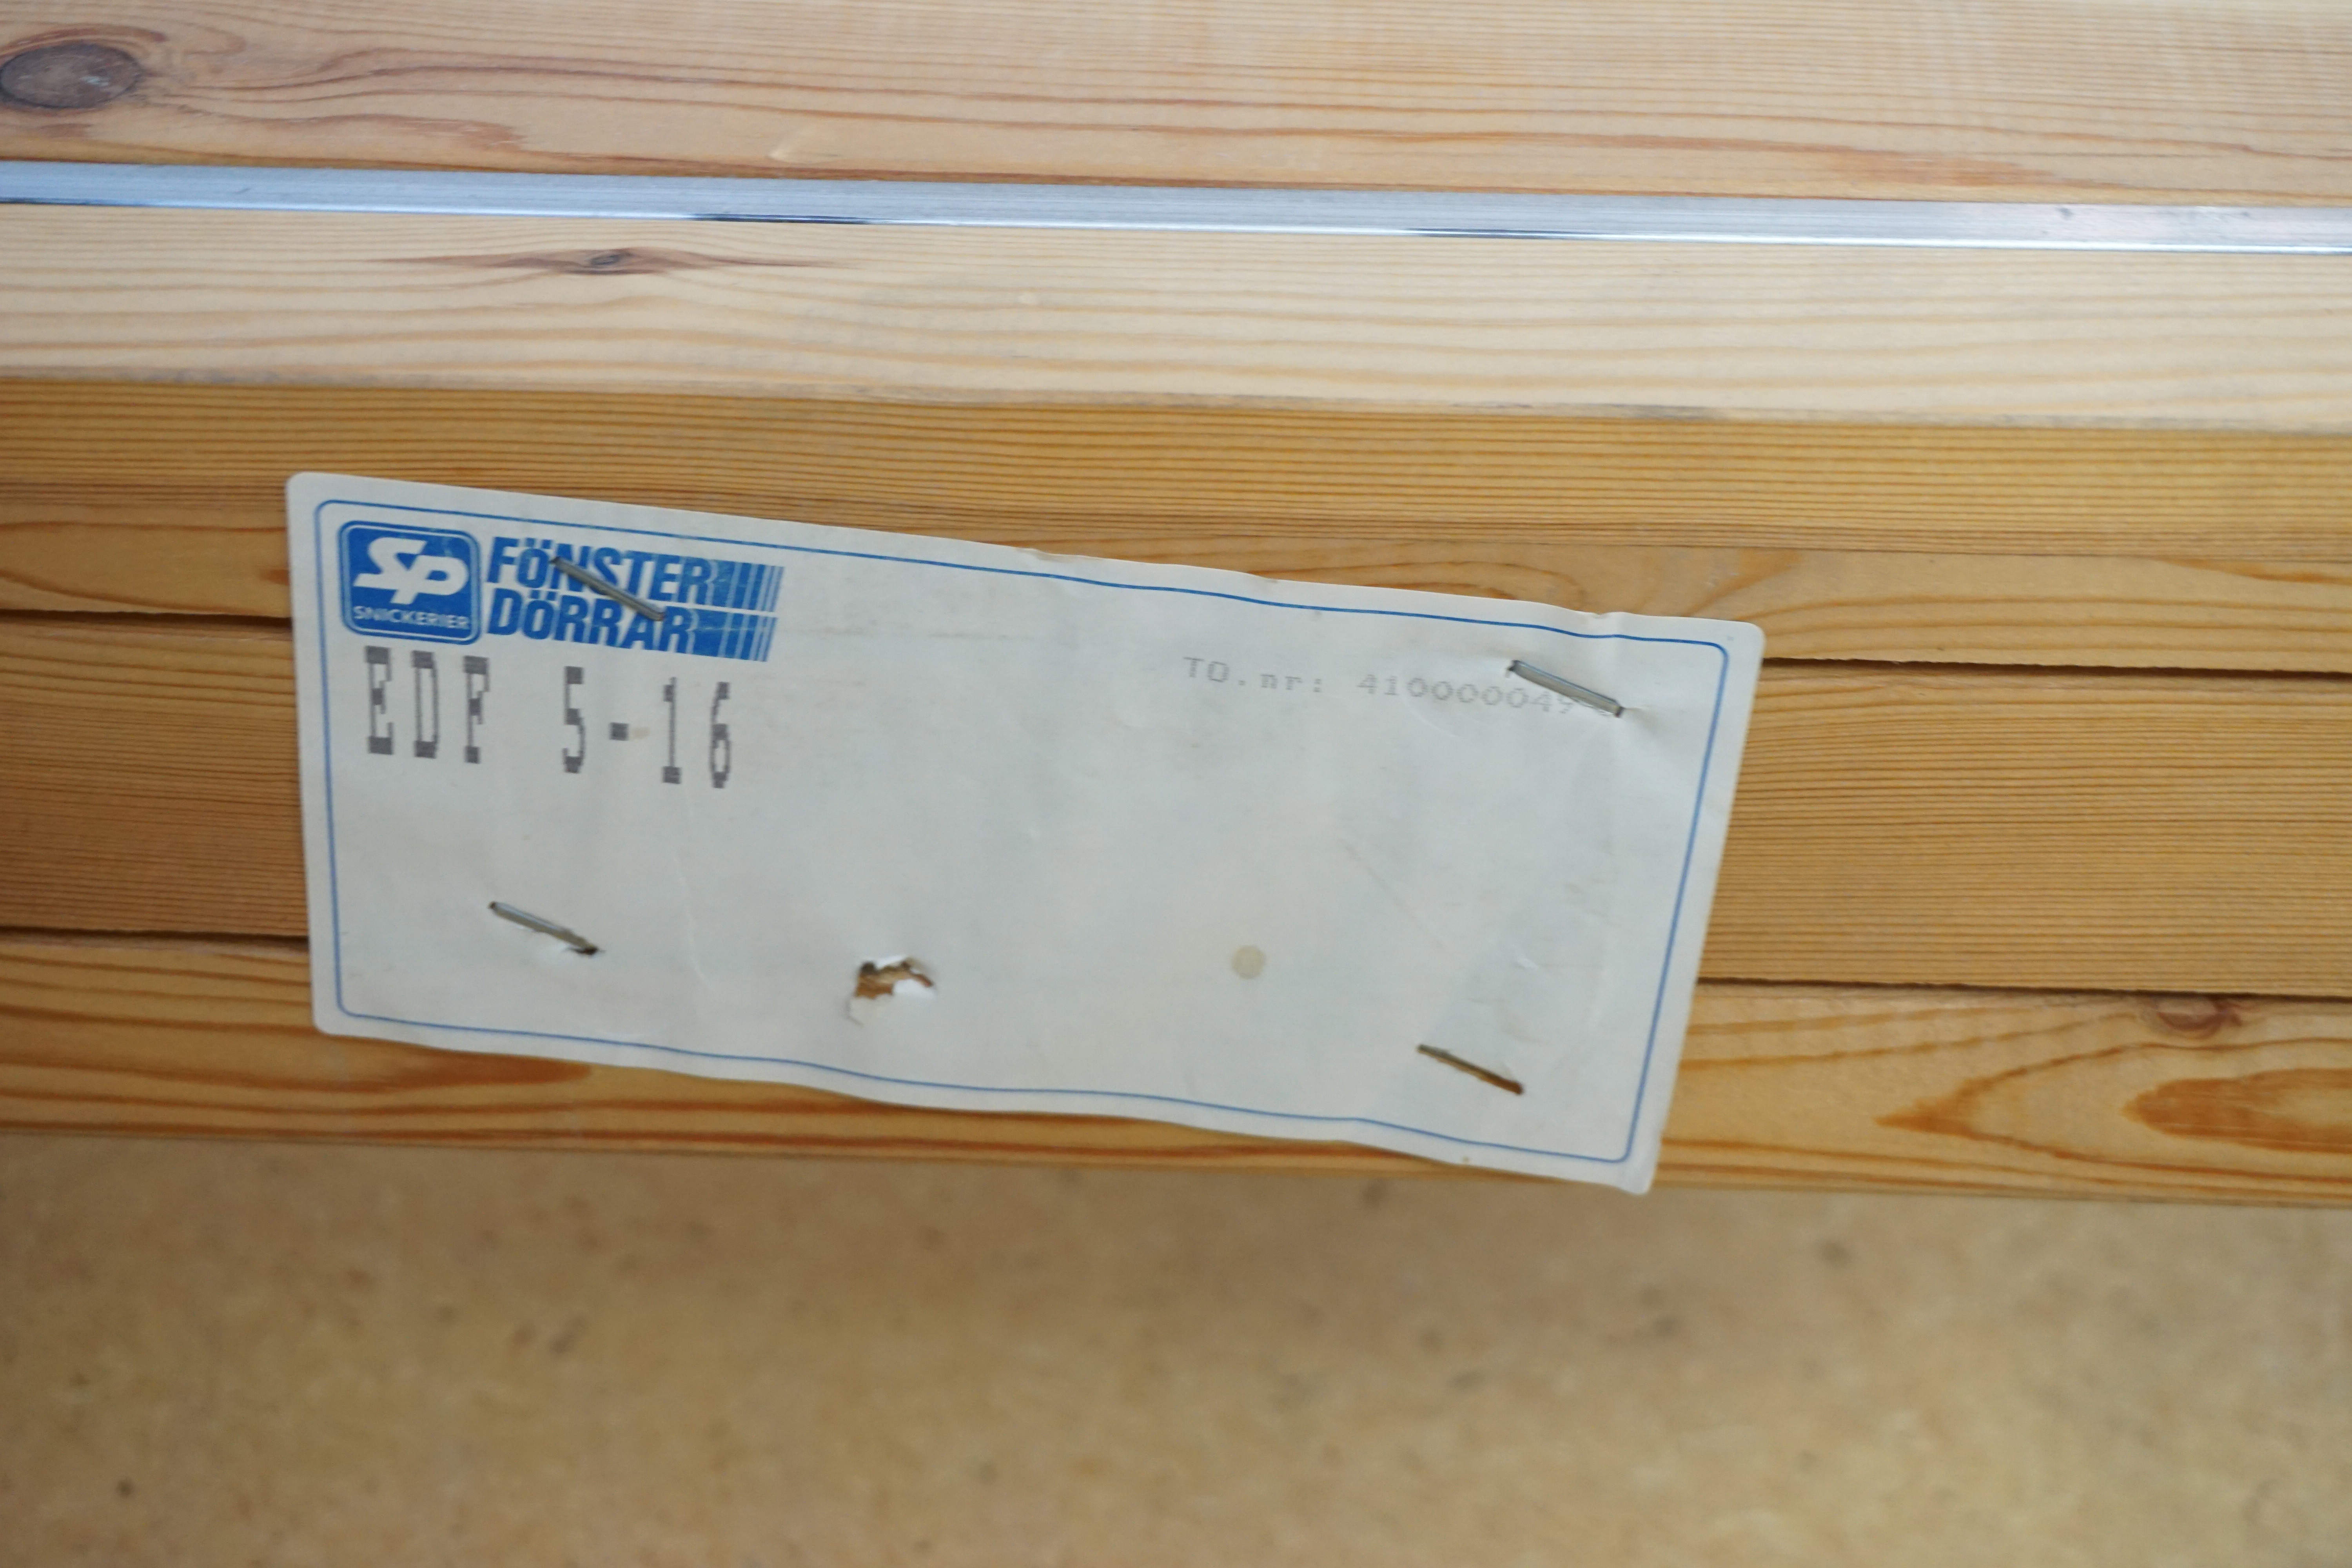 SP
SNICKERIER
FÖNSTER
DÖRRAR
EDF 5-16
TO.nr: